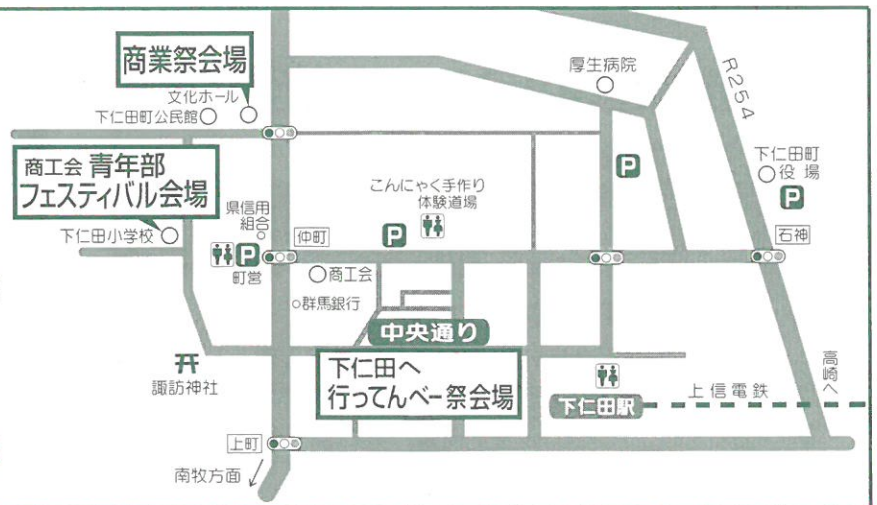 商業祭会場
文化ホール
下仁田町公民館
厚生病院
R254
商工会 青年部
フェスティバル会場
下仁田小学校
県信用
組合
こんにゃく手作り
体験道場
P
P
下仁田町
役場
P
P
町営
仲町
石神
商工会
群馬銀行
中央通り
下仁田へ
行ってんべー祭会場
諏訪神社
下仁田駅
上信電鉄
高崎へ
上町
南牧方面